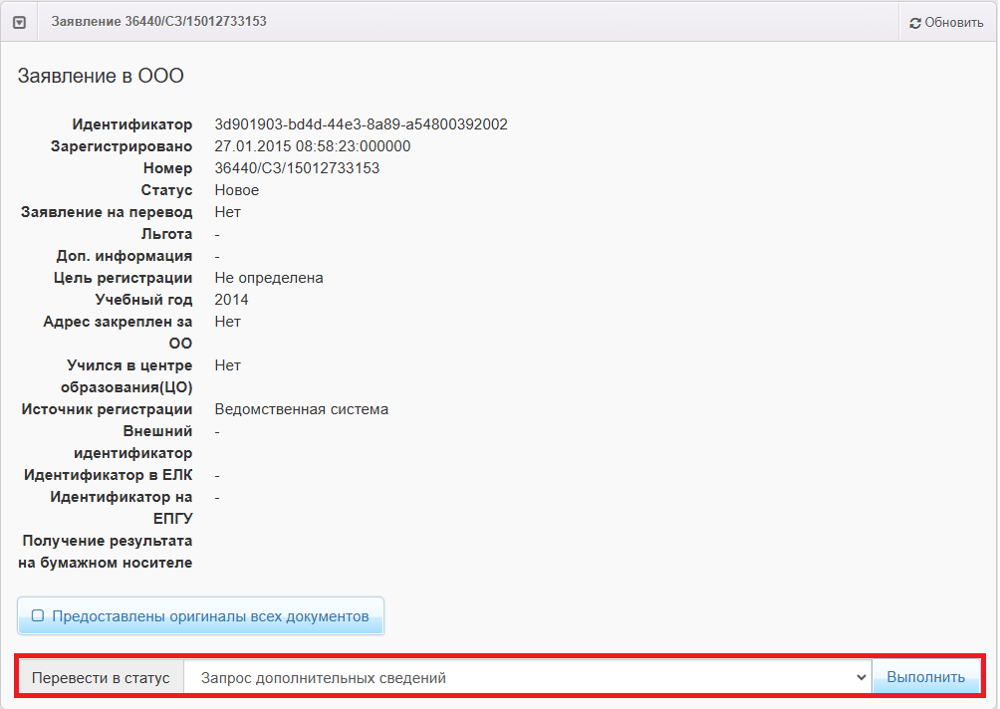 Заявление 36440/СЗ/15012733153 Обновить
Заявление в ООО
Идентификатор 3d901903-bd4d-44e3-8a89-a54800392002
Зарегистрировано 27.01.2015 08:58:23:000000
Номер 36440/СЗ/15012733153
Статус Новое
Заявление на перевод Нет
Льгота -
Доп. информация -
Цель регистрации Не определена
Учебный год 2014
Адрес закреплен за Нет
ОО
Учился в центре Нет
образования(ЦО)
Источник регистрации Ведомственная система
Внешний -
идентификатор
Идентификатор в ЕЛК -
Идентификатор на -
ЕПГУ
Получение результата
на бумажном носителе
Предоставлены оригиналы всех документов
Перевести в статус Запрос дополнительных сведений Выполнить